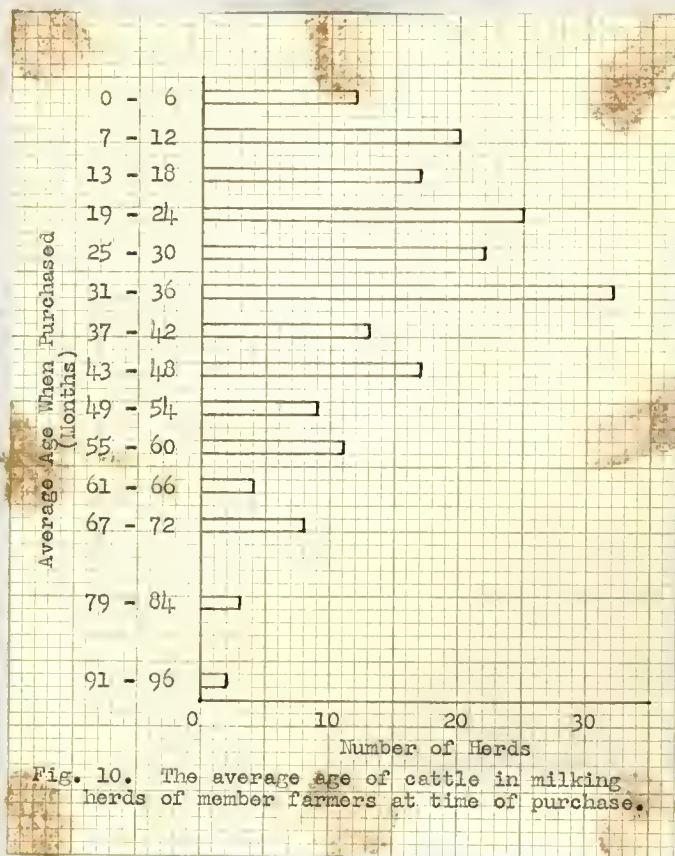 Average Age When Purchased
(Months)
0 - 6
7 - 12
13 - 18
19 - 24
25 - 30
31 - 36
37 - 42
43 - 48
49 - 54
55 - 60
61 - 66
67 - 72
79 - 84
91 - 96
0 10 20 30
Number of Herds
Fig. 10. The average age of cattle in milking
herds of member farmers at time of purchase.